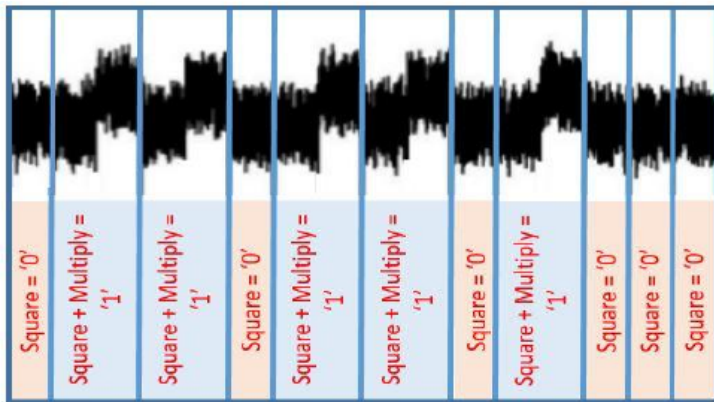 Square = ‘0’
Square + Multiply =
‘1’
Square + Multiply =
‘1’
Square = ‘0’
Square + Multiply =
‘1’
Square + Multiply =
‘1’
Square = ‘0’
Square + Multiply =
‘1’
Square = ‘0’
Square = ‘0’
Square = ‘0’